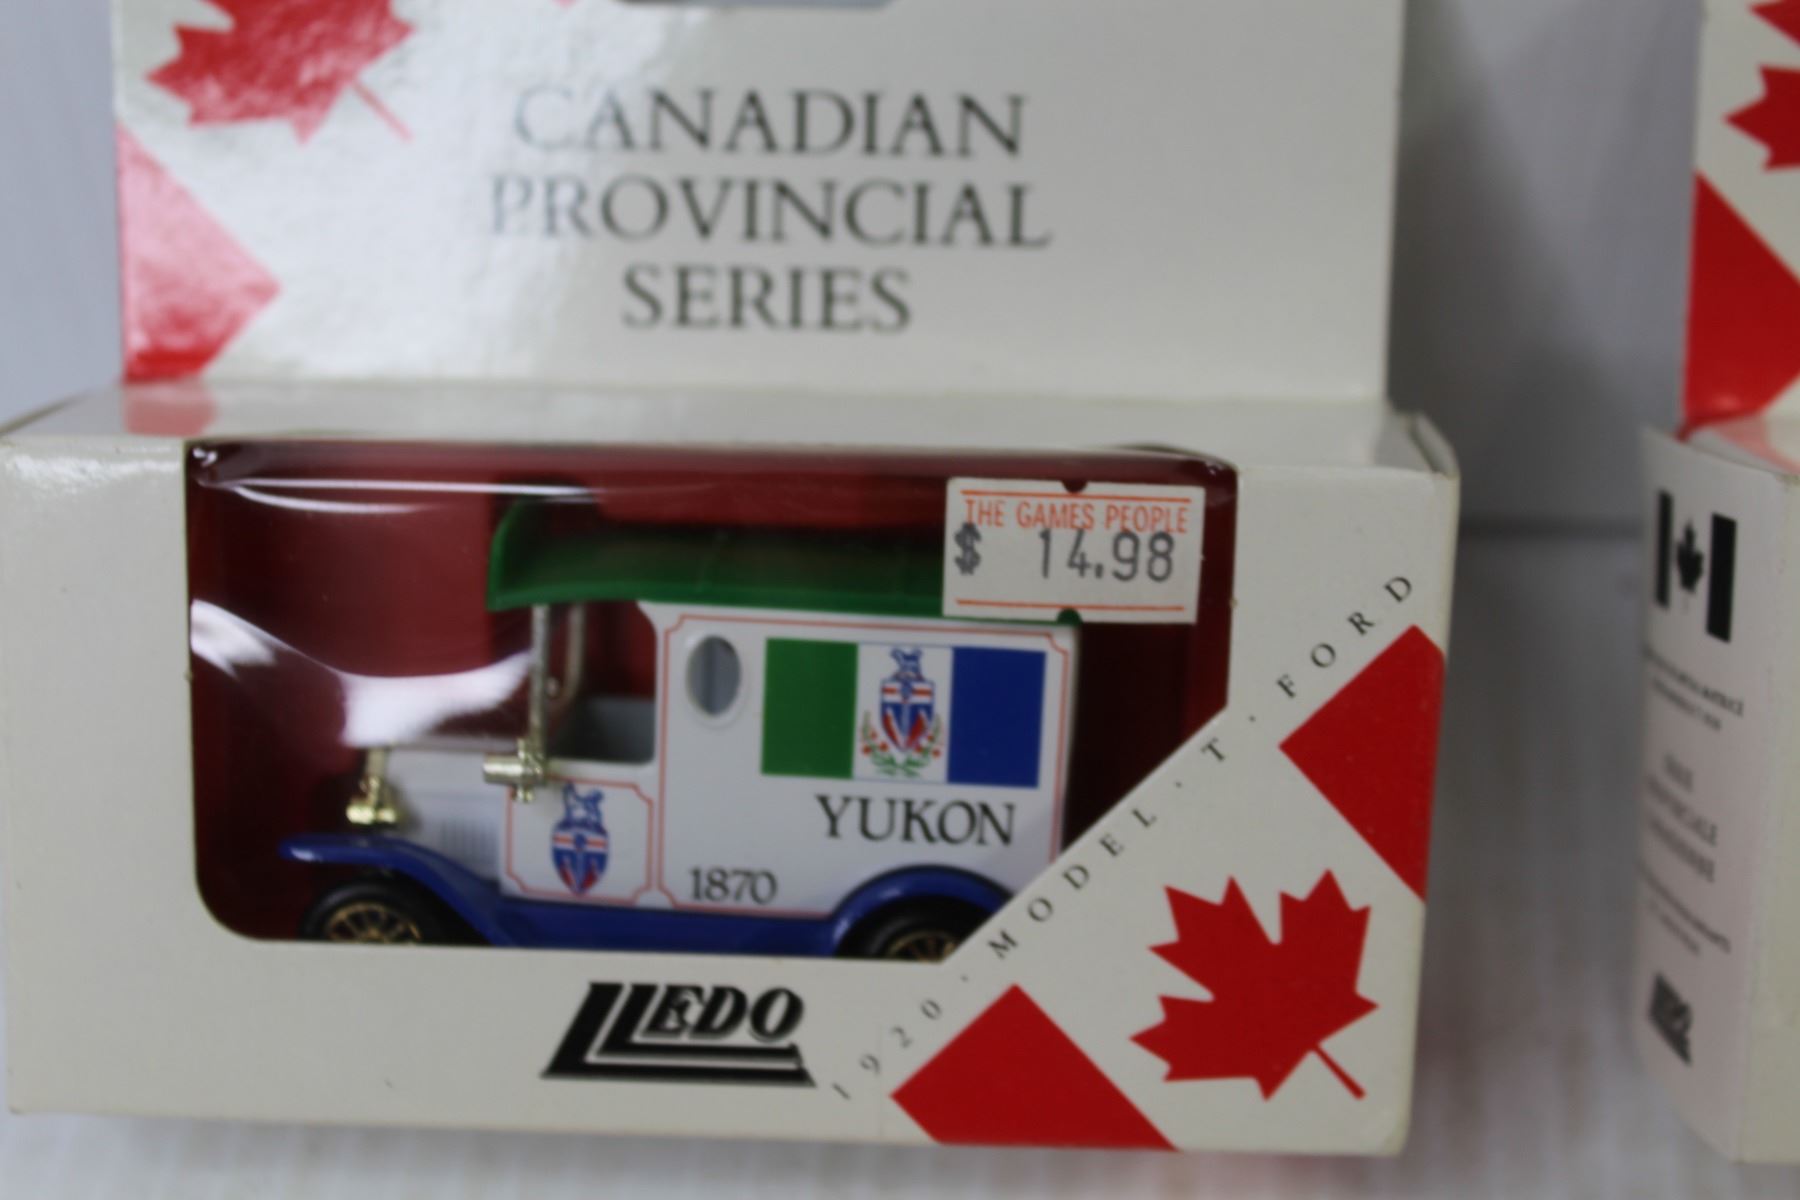 CANADIAN
PROVINCIAL
SERIES
THE GAMES PEOPLE
$ 14.98
YUKON
1870
LLEDO
1920 · MODEL · T · FORD